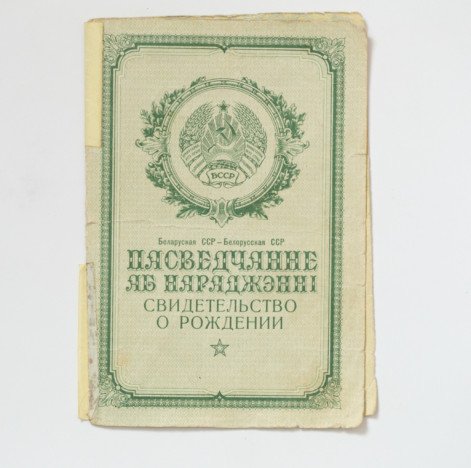 БССР
Беларуская ССР – Белорусская ССР
ПАСВЕДЧАННЕ
АБ НАРАДЖЭННІ
СВИДЕТЕЛЬСТВО
О РОЖДЕНИИ